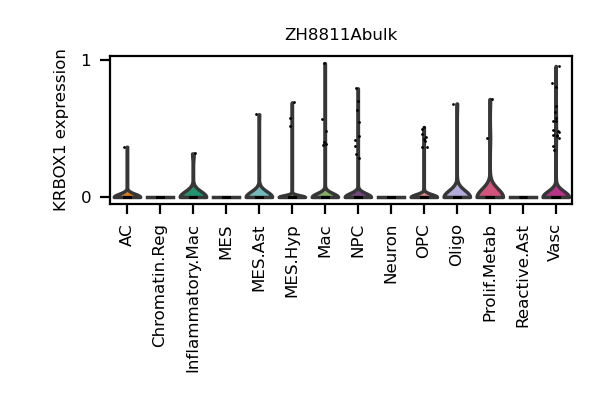 ZH8811Abulk
KRBOX1 expression
1
0
AC
Chromatin.Reg
Inflammatory.Mac
MES
MES.Ast
MES.Hyp
Mac
NPC
Neuron
OPC
Oligo
Prolif.Metab
Reactive.Ast
Vasc